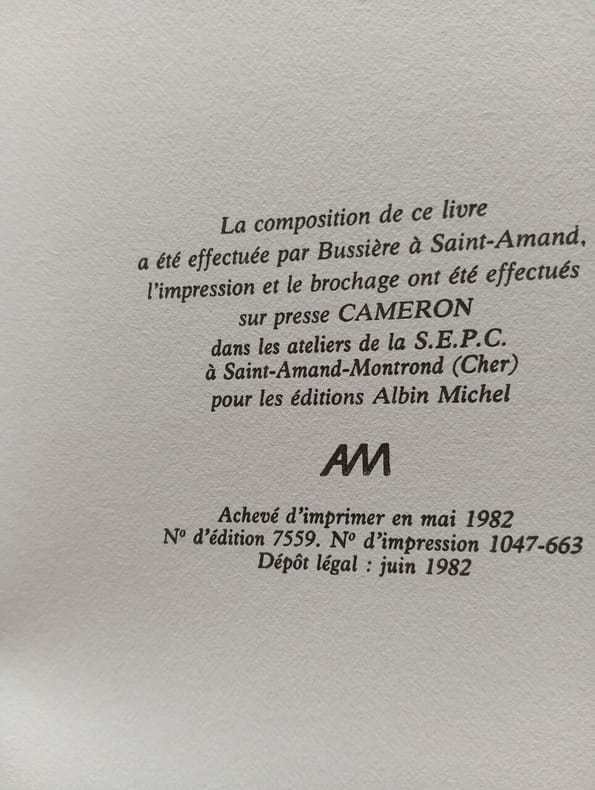 La composition de ce livre
a été effectuée par Bussière à Saint-Amand,
l'impression et le brochage ont été effectués
sur presse CAMERON
dans les ateliers de la S.E.P.C.
à Saint-Amand-Montrond (Cher)
pour les éditions Albin Michel
AM
Achevé d'imprimer en mai 1982
Nº d'édition 7559. Nº d'impression 1047-663
Dépôt légal : juin 1982